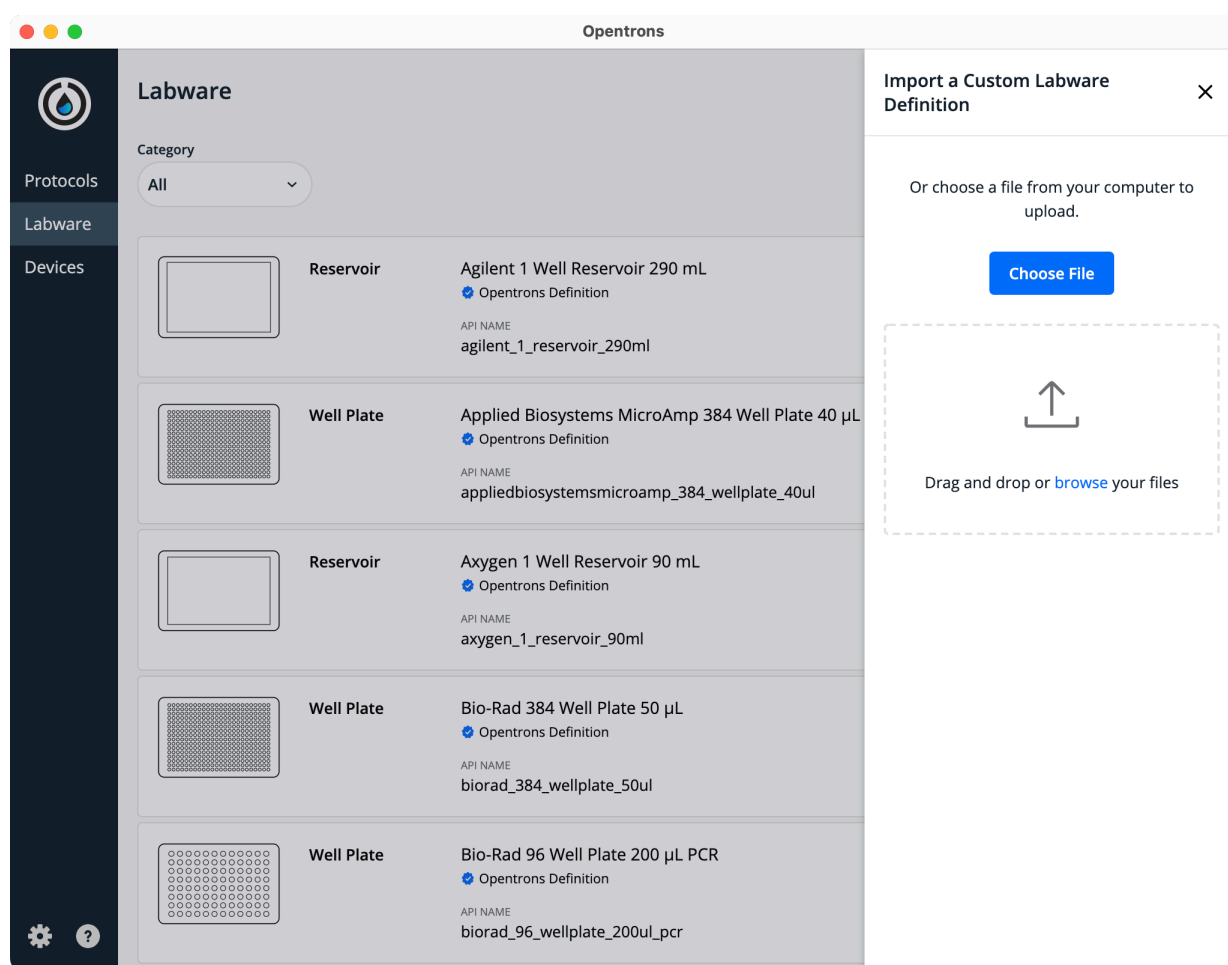 Opentrons
Protocols
Labware
Devices
Labware
Category
All
Reservoir
Agilent 1 Well Reservoir 290 mL
Opentrons Definition
API NAME
agilent_1_reservoir_290ml
Well Plate
Applied Biosystems MicroAmp 384 Well Plate 40 µL
Opentrons Definition
API NAME
appliedbiosystemsmicroamp_384_wellplate_40ul
Reservoir
Axygen 1 Well Reservoir 90 mL
Opentrons Definition
API NAME
axygen_1_reservoir_90ml
Well Plate
Bio-Rad 384 Well Plate 50 µL
Opentrons Definition
API NAME
biorad_384_wellplate_50ul
Well Plate
Bio-Rad 96 Well Plate 200 µL PCR
Opentrons Definition
API NAME
biorad_96_wellplate_200ul_pcr
Import a Custom Labware
Definition
Or choose a file from your computer to
upload.
Choose File
Drag and drop or browse your files